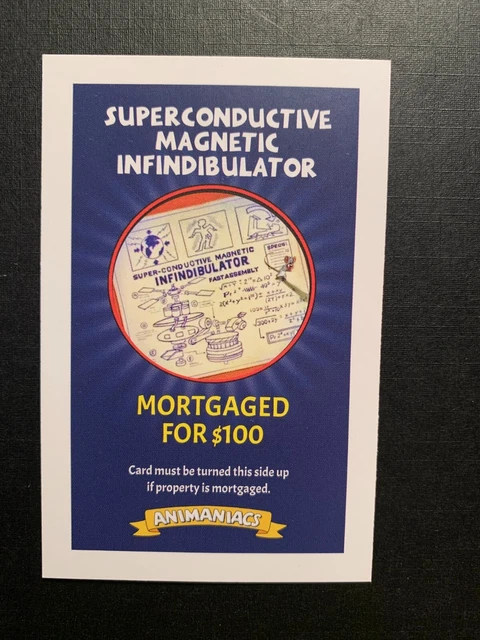 SUPERCONDUCTIVE
MAGNETIC
INFINDIBULATOR
SUPER-CONDUCTIVE MAGNETIC
INFINDIBULATOR
FAST ASSEMBLY
MORTGAGED
FOR $100
Card must be turned this side up
if property is mortgaged.
ANIMANIACS